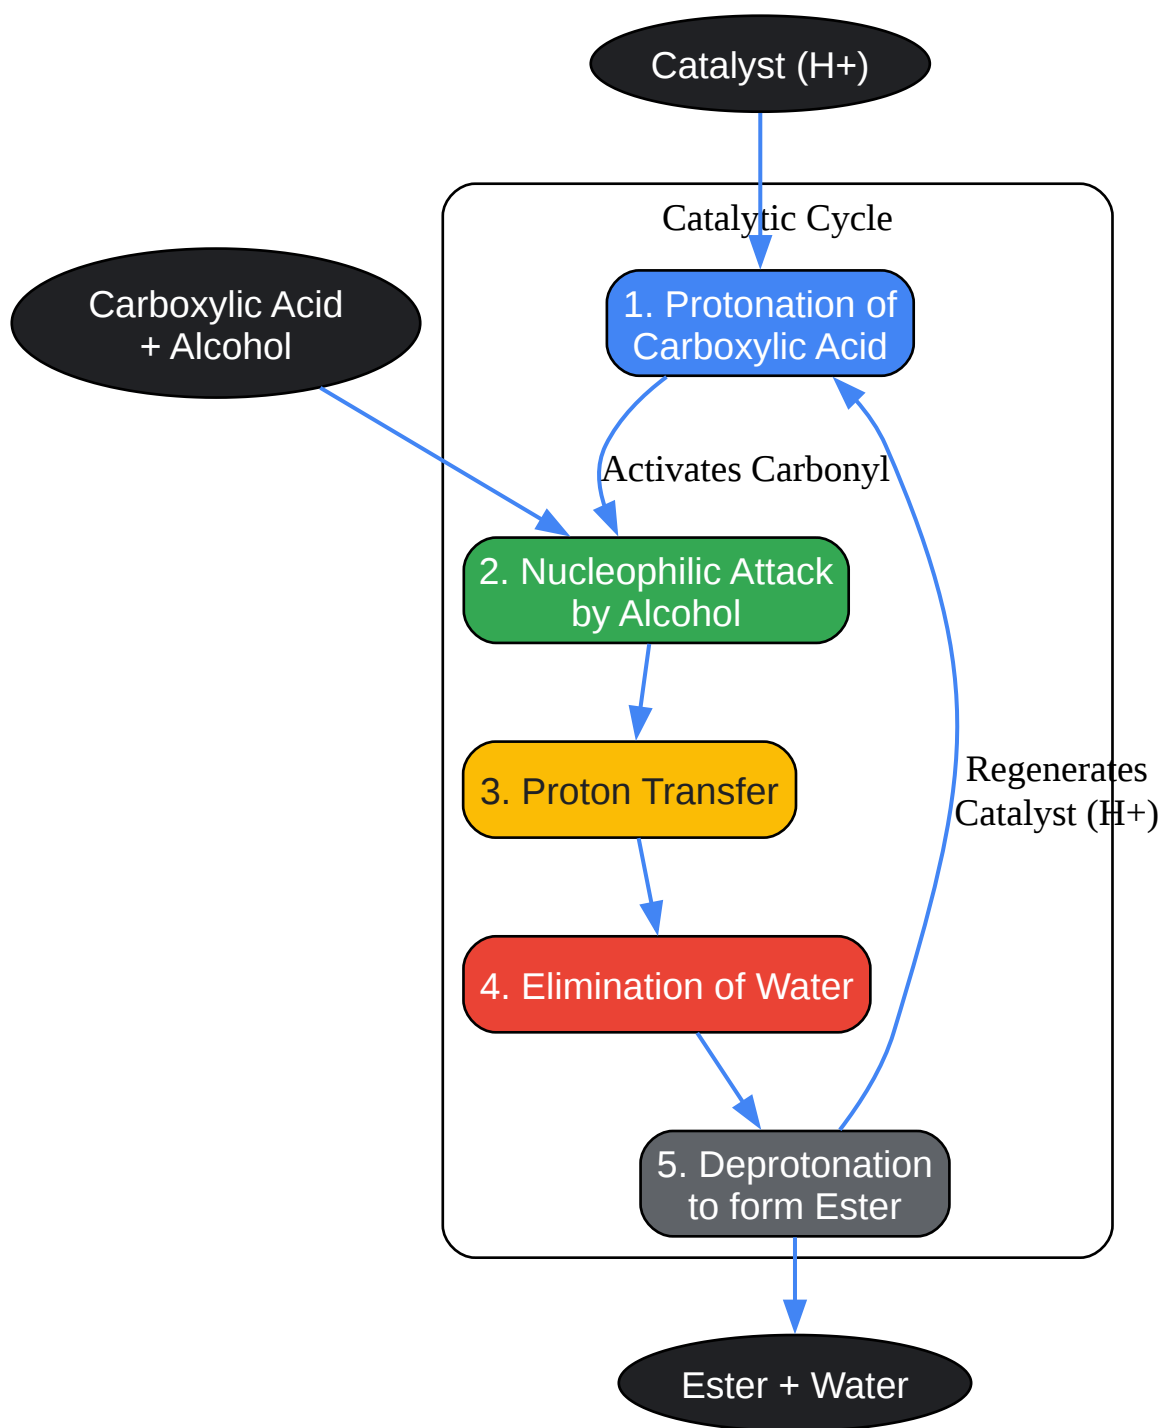 Catalyst (H+)
Catalytic Cycle
Carboxylic Acid
+ Alcohol
1. Protonation of
Carboxylic Acid
Activates Carbonyl
2. Nucleophilic Attack
by Alcohol
3. Proton Transfer
Regenerates
Catalyst (H+)
4. Elimination of Water
5. Deprotonation
to form Ester
Ester + Water